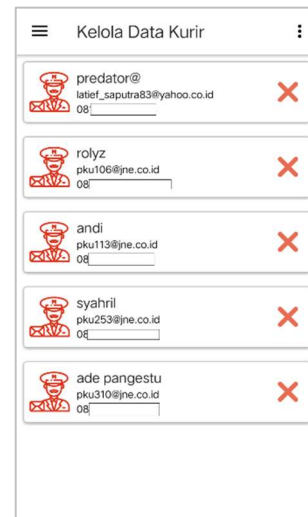 Kelola Data Kurir
predator@
latief_saputra83@yahoo.co.id
08
rolyz
pku106@jne.co.id
08
andi
pku113@jne.co.id
08
syahril
pku253@jne.co.id
08
ade pangestu
pku310@jne.co.id
08